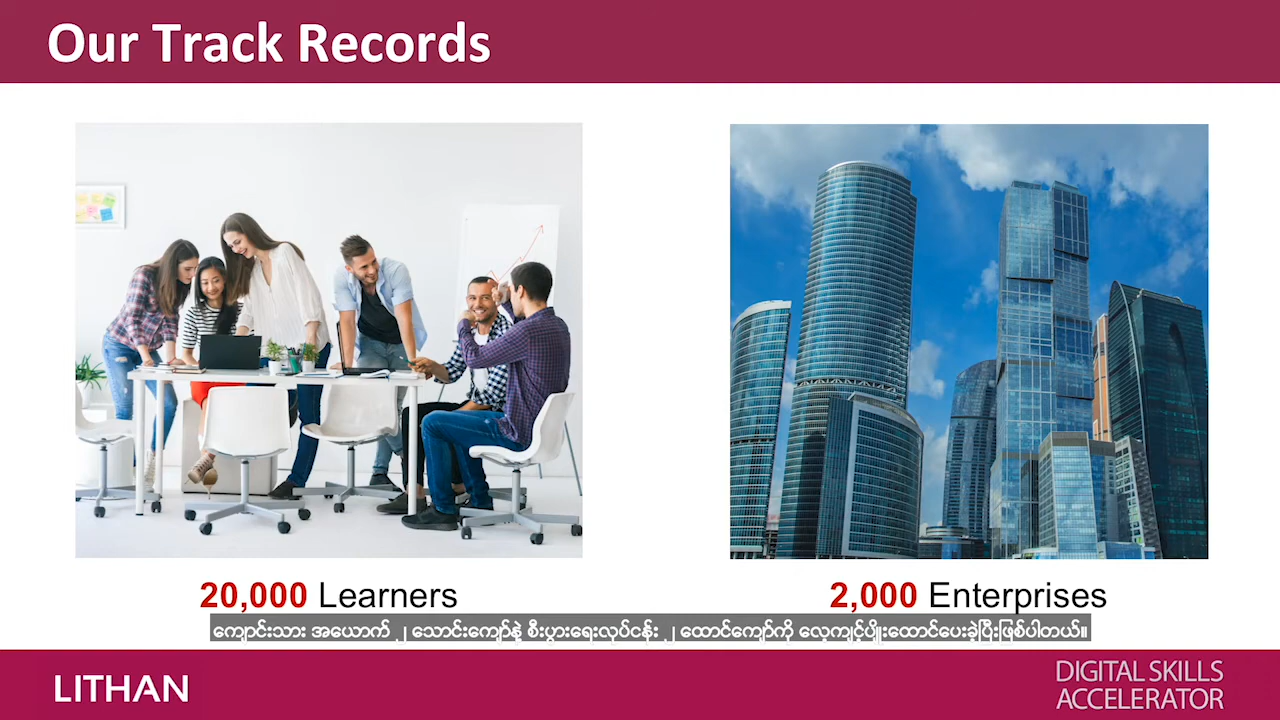 Our Track Records
20,000 Learners
2,000 Enterprises
ကျောင်းသား အယောက် ၂ သောင်းကျော်နဲ့ စီးပွားရေးလုပ်ငန်း ၂ ထောင်ကျော်ကို လေ့ကျင့်ပျိုးထောင်ပေးခဲ့ပြီးဖြစ်ပါတယ်။
LITHAN
DIGITAL SKILLS
ACCELERATOR